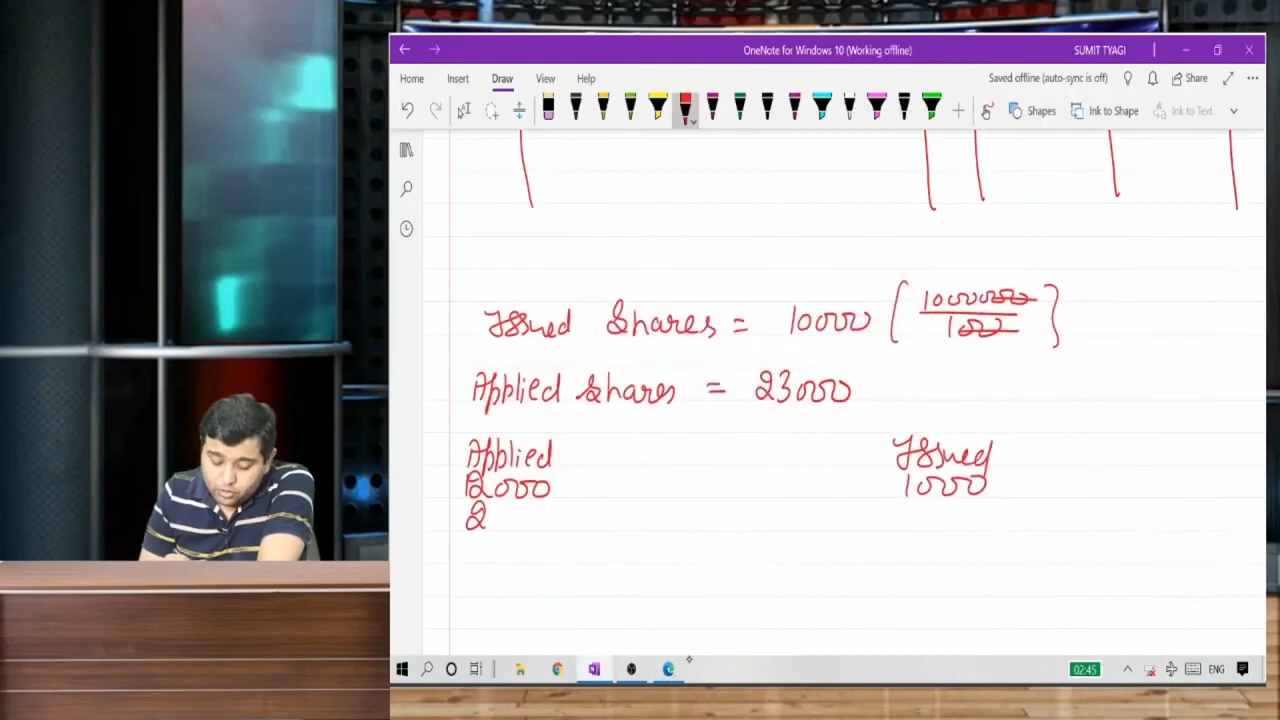 OneNote for Windows 10 (Working offline)
SUMIT TYAGI
Home Insert Draw View Help
Saved offline (auto-sync is off)
Share
Shapes
Ink to Shape
Ink to Text
Issued Shares = 10000 ( 1000000 / 1000 )
Applied Shares = 23000
Applied Issued
12000 1000
2
02:45
ENG